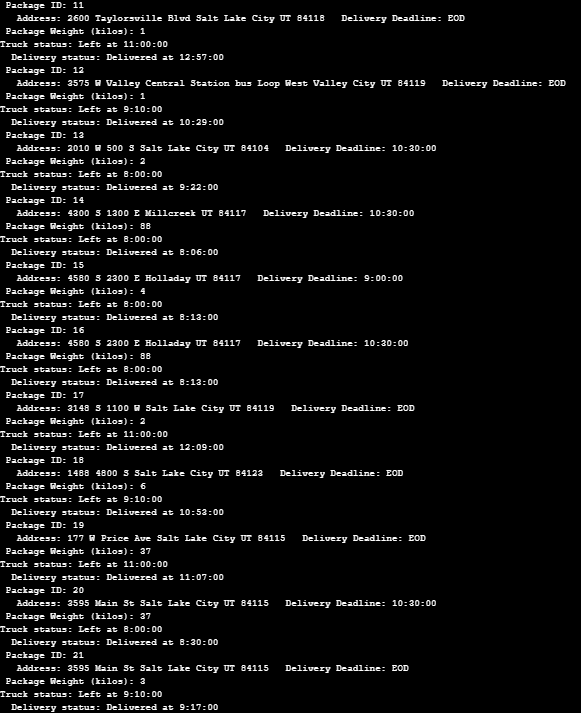 Package ID: 11
Address: 2600 Taylorsville Blvd Salt Lake City UT 84118   Delivery Deadline: EOD
Package Weight (kilos): 1
Truck status: Left at 11:00:00
Delivery status: Delivered at 12:57:00
Package ID: 12
Address: 3575 W Valley Central Station bus Loop West Valley City UT 84119   Delivery Deadline: EOD
Package Weight (kilos): 1
Truck status: Left at 9:10:00
Delivery status: Delivered at 10:29:00
Package ID: 13
Address: 2010 W 500 S Salt Lake City UT 84104   Delivery Deadline: 10:30:00
Package Weight (kilos): 2
Truck status: Left at 8:00:00
Delivery status: Delivered at 9:22:00
Package ID: 14
Address: 4300 S 1300 E Millcreek UT 84117   Delivery Deadline: 10:30:00
Package Weight (kilos): 88
Truck status: Left at 8:00:00
Delivery status: Delivered at 8:06:00
Package ID: 15
Address: 4580 S 2300 E Holladay UT 84117   Delivery Deadline: 9:00:00
Package Weight (kilos): 4
Truck status: Left at 8:00:00
Delivery status: Delivered at 8:13:00
Package ID: 16
Address: 4580 S 2300 E Holladay UT 84117   Delivery Deadline: 10:30:00
Package Weight (kilos): 88
Truck status: Left at 8:00:00
Delivery status: Delivered at 8:13:00
Package ID: 17
Address: 3148 S 1100 W Salt Lake City UT 84119   Delivery Deadline: EOD
Package Weight (kilos): 2
Truck status: Left at 11:00:00
Delivery status: Delivered at 12:09:00
Package ID: 18
Address: 1488 4800 S Salt Lake City UT 84123   Delivery Deadline: EOD
Package Weight (kilos): 6
Truck status: Left at 9:10:00
Delivery status: Delivered at 10:53:00
Package ID: 19
Address: 177 W Price Ave Salt Lake City UT 84115   Delivery Deadline: EOD
Package Weight (kilos): 37
Truck status: Left at 11:00:00
Delivery status: Delivered at 11:07:00
Package ID: 20
Address: 3595 Main St Salt Lake City UT 84115   Delivery Deadline: 10:30:00
Package Weight (kilos): 37
Truck status: Left at 8:00:00
Delivery status: Delivered at 8:30:00
Package ID: 21
Address: 3595 Main St Salt Lake City UT 84115   Delivery Deadline: EOD
Package Weight (kilos): 3
Truck status: Left at 9:10:00
Delivery status: Delivered at 9:17:00